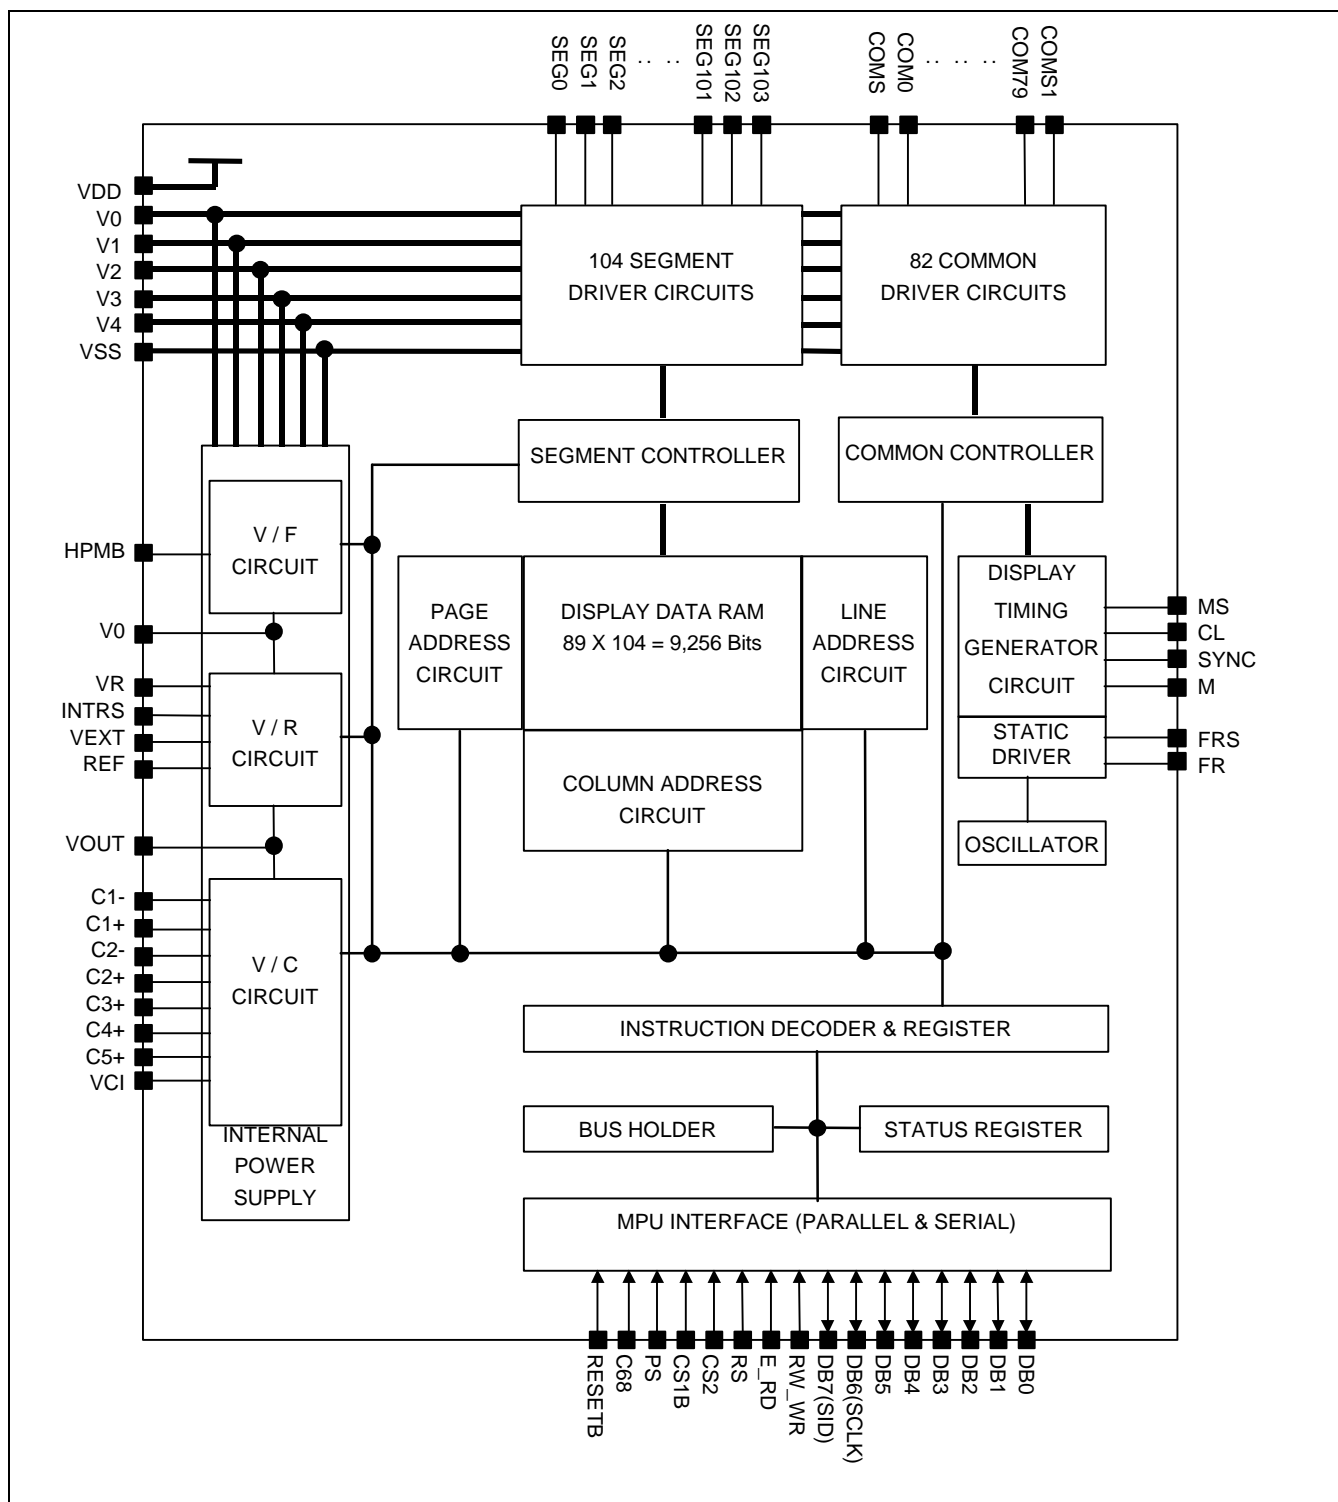 SEG0
SEG1
SEG2
.. ..
SEG101
SEG102
SEG103
COMS
COM0
.. .. ..
COM79
COMS1
VDD
V0
V1
V2
V3
V4
VSS
104 SEGMENT
DRIVER CIRCUITS
82 COMMON
DRIVER CIRCUITS
SEGMENT CONTROLLER
COMMON CONTROLLER
HPMB
V0
VR
INTRS
VEXT
REF
VOUT
C1-
C1+
C2-
C2+
C3+
C4+
C5+
VCI
V / F
CIRCUIT
V / R
CIRCUIT
V / C
CIRCUIT
INTERNAL
POWER
SUPPLY
PAGE
ADDRESS
CIRCUIT
DISPLAY DATA RAM
89 X 104 = 9,256 Bits
LINE
ADDRESS
CIRCUIT
COLUMN ADDRESS
CIRCUIT
DISPLAY
TIMING
GENERATOR
CIRCUIT
STATIC
DRIVER
OSCILLATOR
MS
CL
SYNC
M
FRS
FR
INSTRUCTION DECODER & REGISTER
BUS HOLDER
STATUS REGISTER
MPU INTERFACE (PARALLEL & SERIAL)
RESETB
C68
PS
CS1B
CS2
RS
E_RD
RW_WR
DB7(SID)
DB6(SCLK)
DB5
DB4
DB3
DB2
DB1
DB0